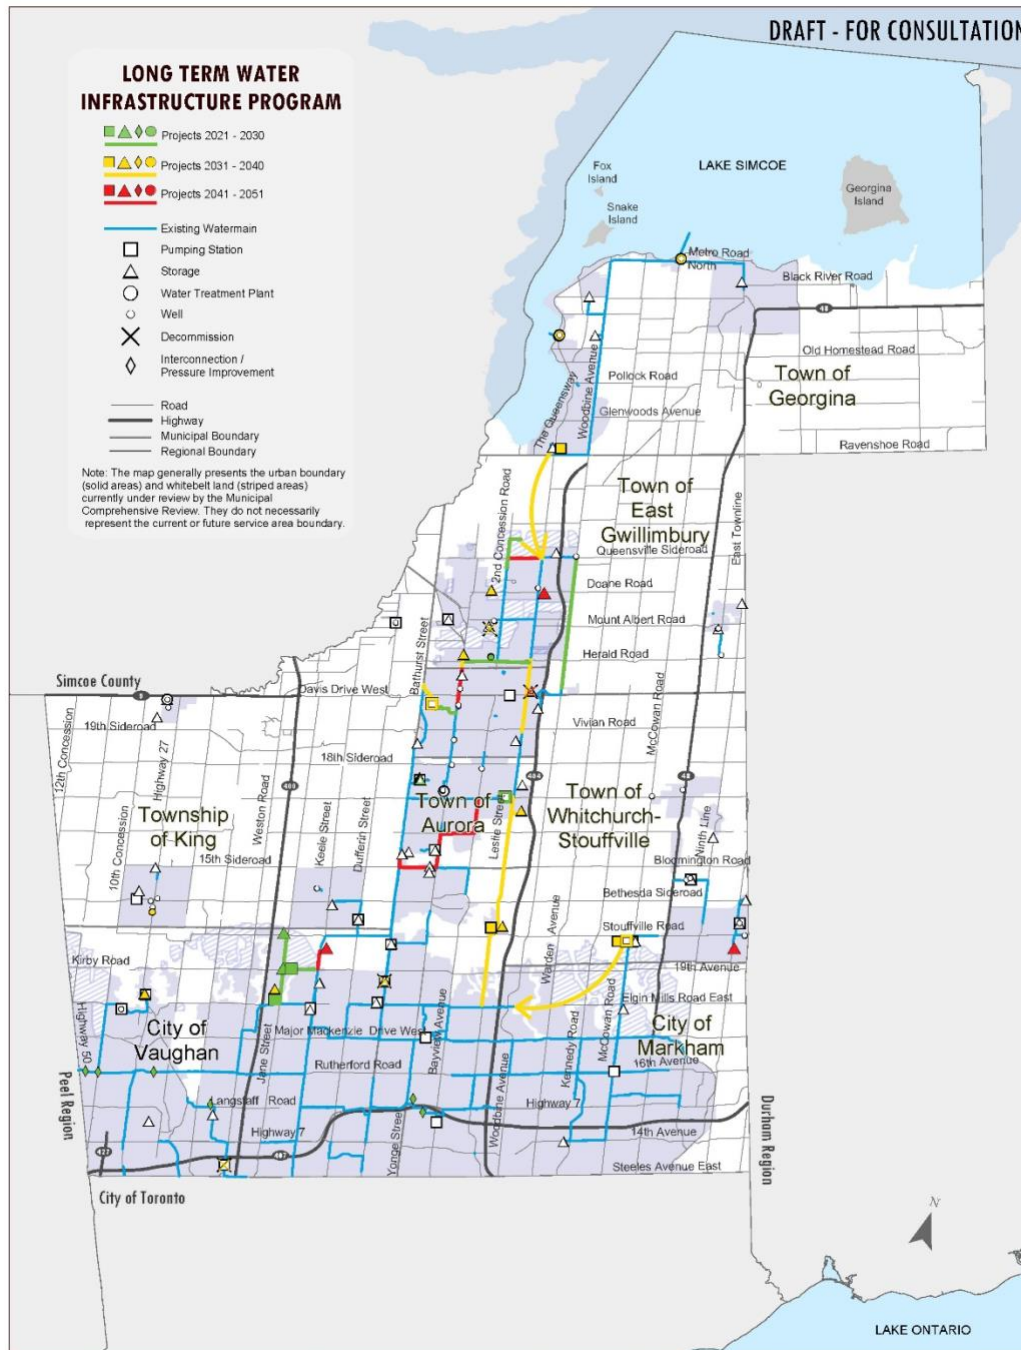 DRAFT - FOR CONSULTATION
LONG TERM WATER
INFRASTRUCTURE PROGRAM
Projects 2021 - 2030
Projects 2031 - 2040
Projects 2041 - 2051
Existing Watermain
Pumping Station
Storage
Water Treatment Plant
Well
Decommission
Interconnection /
Pressure Improvement
Road
Highway
Municipal Boundary
Regional Boundary
Note: The map generally presents the urban boundary
(solid areas) and whitebelt land (striped areas)
currently under review by the Municipal
Comprehensive Review. They do not necessarily
represent the current or future service area boundary.
LAKE SIMCOE
Fox
Island
Georgina
Island
Snake
Island
Metro Road
North
Black River Road
48
Old Homestead Road
Town of
Georgina
Pollock Road
Woodbine Avenue
The Queensway
Glenwoods Avenue
Ravenshoe Road
Town of
East
Gwillimbury
2nd Concession Road
Queensville Sideroad
East Townline
Doane Road
Mount Albert Road
Herald Road
Bathurst Street
Simcoe County
9
Davis Drive West
19th Sideroad
Vivian Road
McCowan Road
12th Concession
Highway 27
18th Sideroad
400
404
48
Weston Road
Township
of King
Town of
Aurora
Town of
Whitchurch-
Stouffville
Keele Street
Dufferin Street
Leslie Street
Ninth Line
10th Concession
15th Sideroad
Bloomington Road
Bethesda Sideroad
Warden Avenue
Stouffville Road
Kirby Road
19th Avenue
Elgin Mills Road East
Highway 50
City of
Vaughan
Jane Street
Major Mackenzie Drive West
Bayview Avenue
Kennedy Road
McCowan Road
City of
Markham
16th Avenue
Rutherford Road
Peel Region
Langstaff Road
Highway 7
Highway 7
Yonge Street
Woodbine Avenue
14th Avenue
Durham Region
427
407
Steeles Avenue East
City of Toronto
N
LAKE ONTARIO